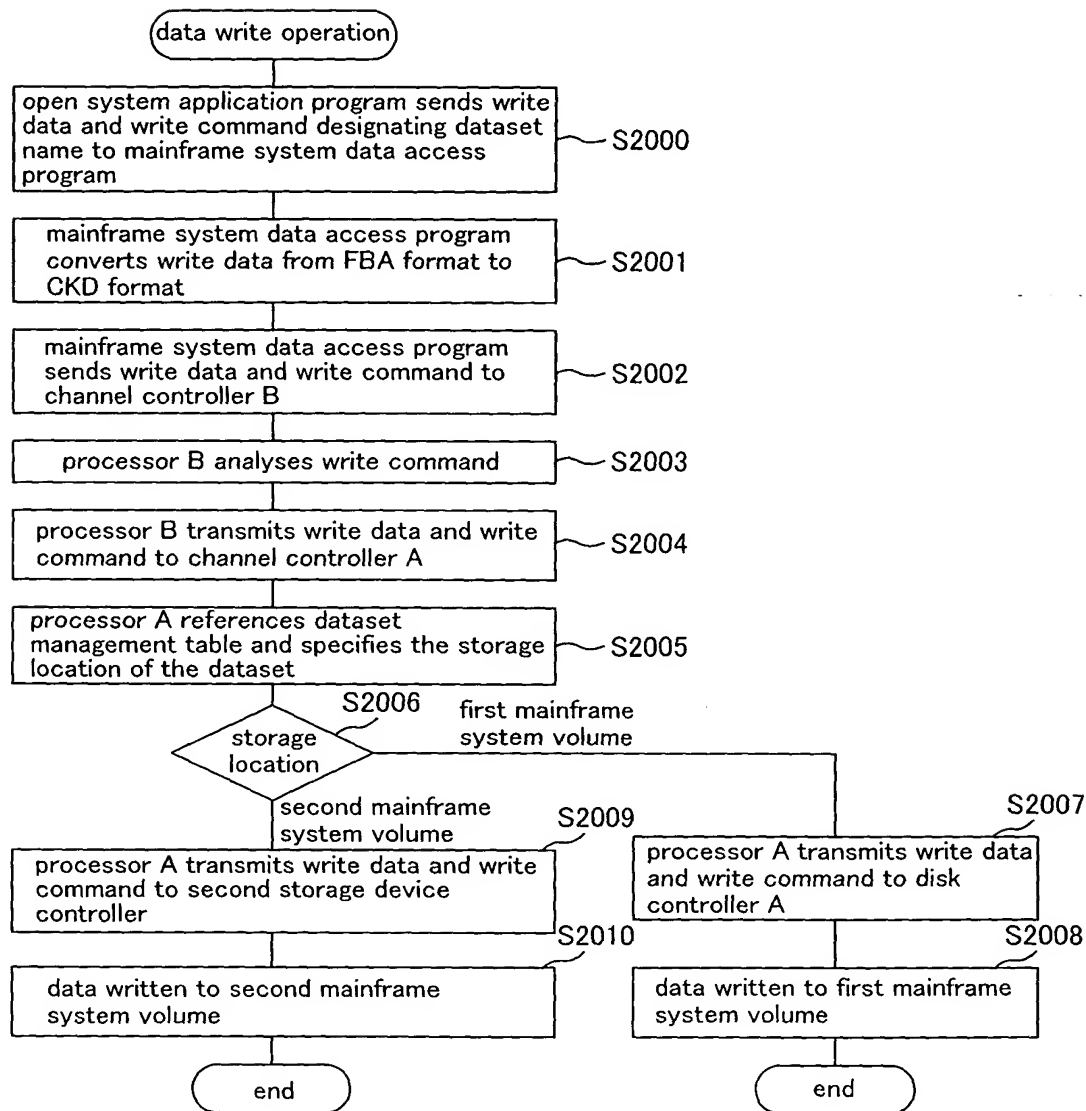 data write operation
open system application program sends write
data and write command designating dataset
name to mainframe system data access
program
S2000
mainframe system data access program
converts write data from FBA format to
CKD format
S2001
mainframe system data access program
sends write data and write command to
channel controller B
S2002
processor B analyses write command
S2003
processor B transmits write data and write
command to channel controller A
S2004
processor A references dataset
management table and specifies the storage
location of the dataset
S2005
S2006
storage
location
first mainframe
system volume
second mainframe
system volume
S2009
processor A transmits write data and write
command to second storage device
controller
S2007
processor A transmits write data
and write command to disk
controller A
S2010
data written to second mainframe
system volume
S2008
data written to first mainframe
system volume
end
end